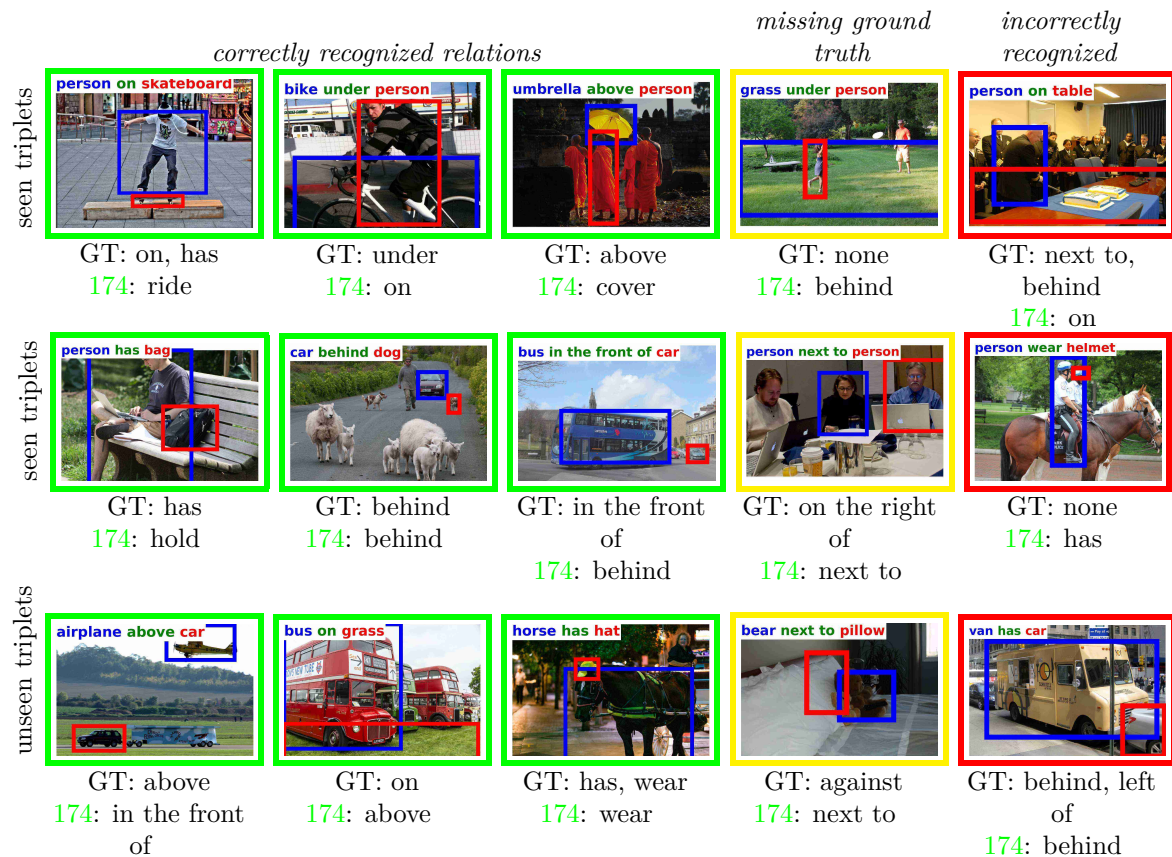 missing ground truth
incorrectly recognized
correctly recognized relations
seen triplets
person on skateboard
bike under person
umbrella above person
grass under person
person on table
GT: on, has
174: ride
GT: under
174: on
GT: above
174: cover
GT: none
174: behind
GT: next to,
behind
174: on
seen triplets
person has bag
car behind dog
bus in the front of car
person next to person
person wear helmet
GT: has
174: hold
GT: behind
174: behind
GT: in the front
of
174: behind
GT: on the right
of
174: next to
GT: none
174: has
unseen triplets
airplane above car
bus on grass
horse has hat
bear next to pillow
van has car
GT: above
174: in the front
of
GT: on
174: above
GT: has, wear
174: wear
GT: against
174: next to
GT: behind, left
of
174: behind